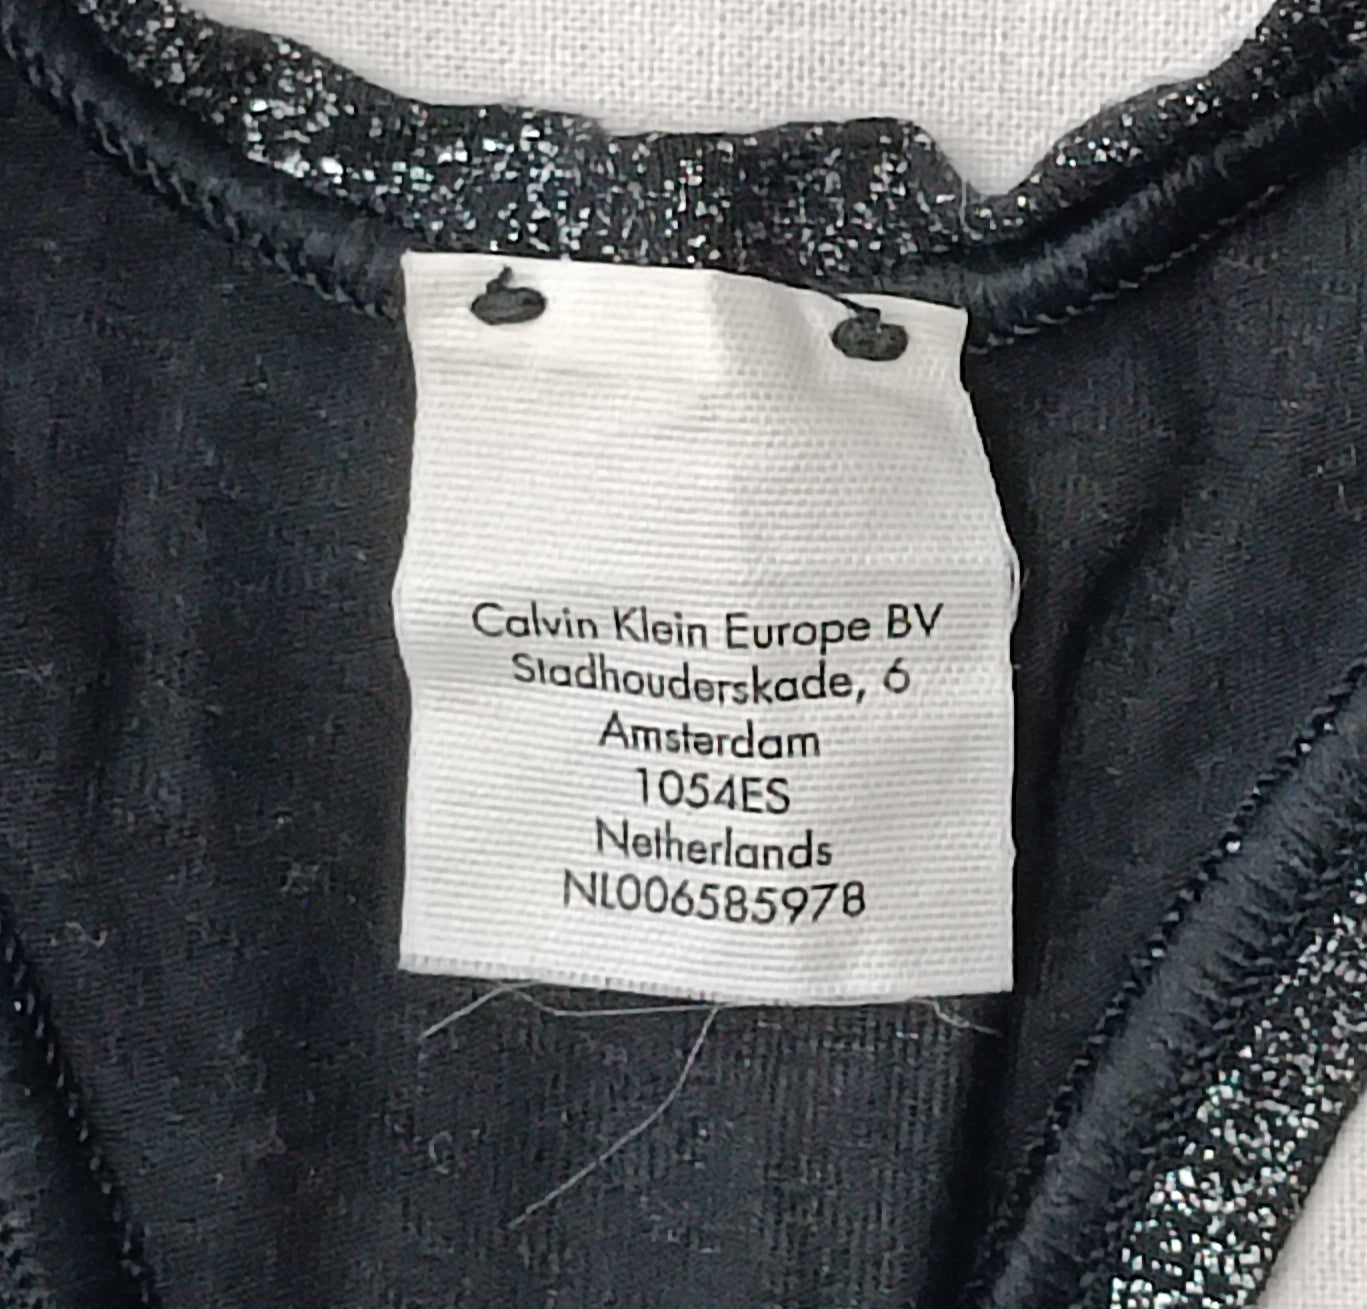 Calvin Klein Europe BV
Stadhouderskade, 6
Amsterdam
1054ES
Netherlands
NL006585978